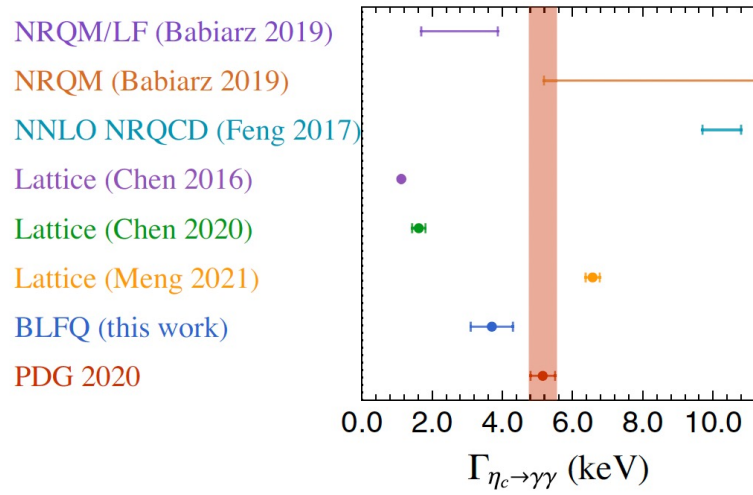 NRQM/LF (Babiarz 2019)
NRQM (Babiarz 2019)
NNLO NRQCD (Feng 2017)
Lattice (Chen 2016)
Lattice (Chen 2020)
Lattice (Meng 2021)
BLFQ (this work)
PDG 2020
0.0 2.0 4.0 6.0 8.0 10.0
Γηc→γγ (keV)